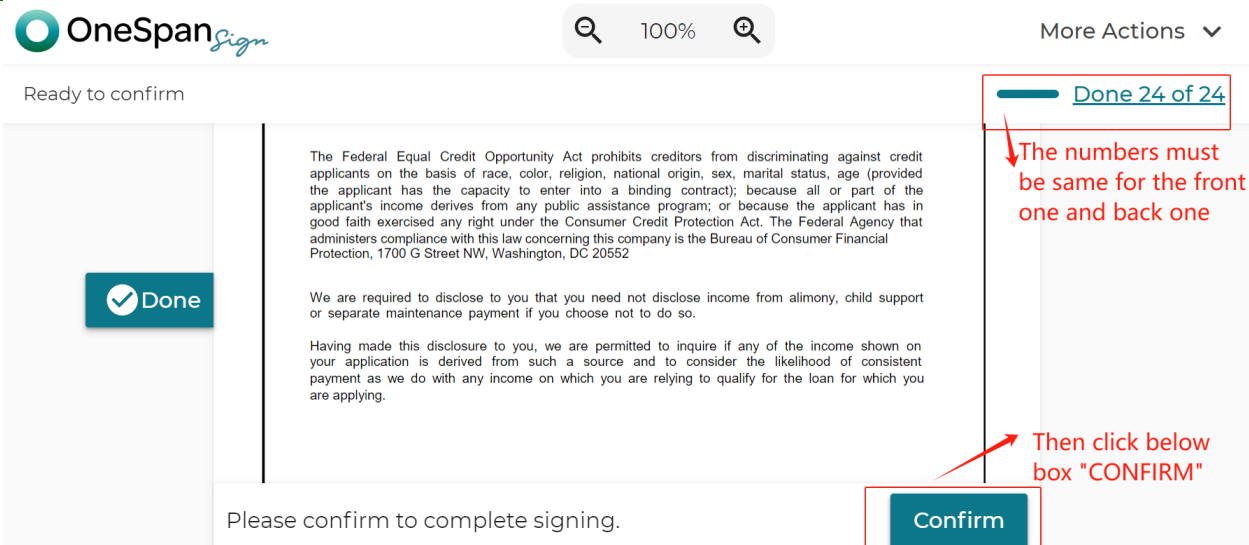 OneSpan Sign
100%
More Actions
Ready to confirm
Done 24 of 24
The numbers must
be same for the front
one and back one
The Federal Equal Credit Opportunity Act prohibits creditors from discriminating against credit
applicants on the basis of race, color, religion, national origin, sex, marital status, age (provided
the applicant has the capacity to enter into a binding contract); because all or part of the
applicant's income derives from any public assistance program; or because the applicant has in
good faith exercised any right under the Consumer Credit Protection Act. The Federal Agency that
administers compliance with this law concerning this company is the Bureau of Consumer Financial
Protection, 1700 G Street NW, Washington, DC 20552
Done
We are required to disclose to you that you need not disclose income from alimony, child support
or separate maintenance payment if you choose not to do so.
Having made this disclosure to you, we are permitted to inquire if any of the income shown on
your application is derived from such a source and to consider the likelihood of consistent
payment as we do with any income on which you are relying to qualify for the loan for which you
are applying.
Then click below
box "CONFIRM"
Please confirm to complete signing.
Confirm